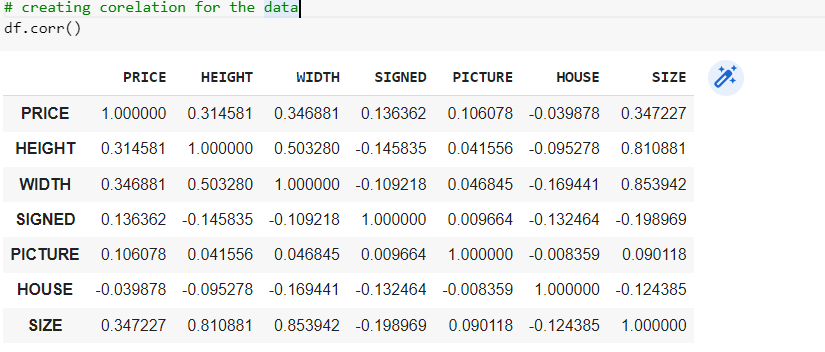 # creating corelation for the data
df.corr()
PRICE HEIGHT WIDTH SIGNED PICTURE HOUSE SIZE
PRICE 1.000000 0.314581 0.346881 0.136362 0.106078 -0.039878 0.347227
HEIGHT 0.314581 1.000000 0.503280 -0.145835 0.041556 -0.095278 0.810881
WIDTH 0.346881 0.503280 1.000000 -0.109218 0.046845 -0.169441 0.853942
SIGNED 0.136362 -0.145835 -0.109218 1.000000 0.009664 -0.132464 -0.198969
PICTURE 0.106078 0.041556 0.046845 0.009664 1.000000 -0.008359 0.090118
HOUSE -0.039878 -0.095278 -0.169441 -0.132464 -0.008359 1.000000 -0.124385
SIZE 0.347227 0.810881 0.853942 -0.198969 0.090118 -0.124385 1.000000